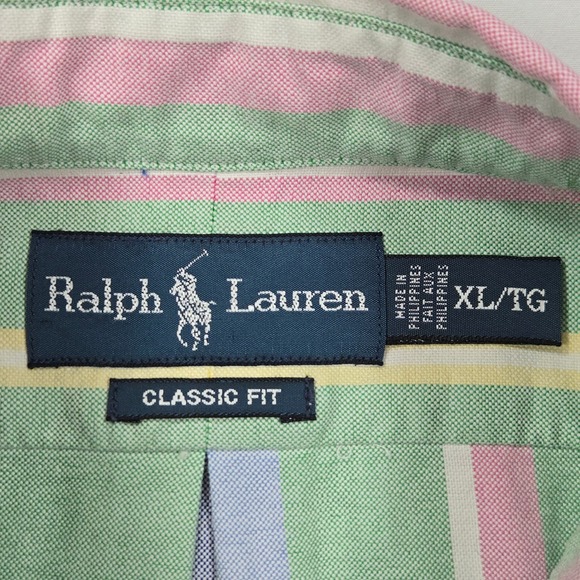 Ralph Lauren
MADE IN
PHILIPPINES
FAIT AUX
PHILIPPINES
XL/TG
CLASSIC FIT